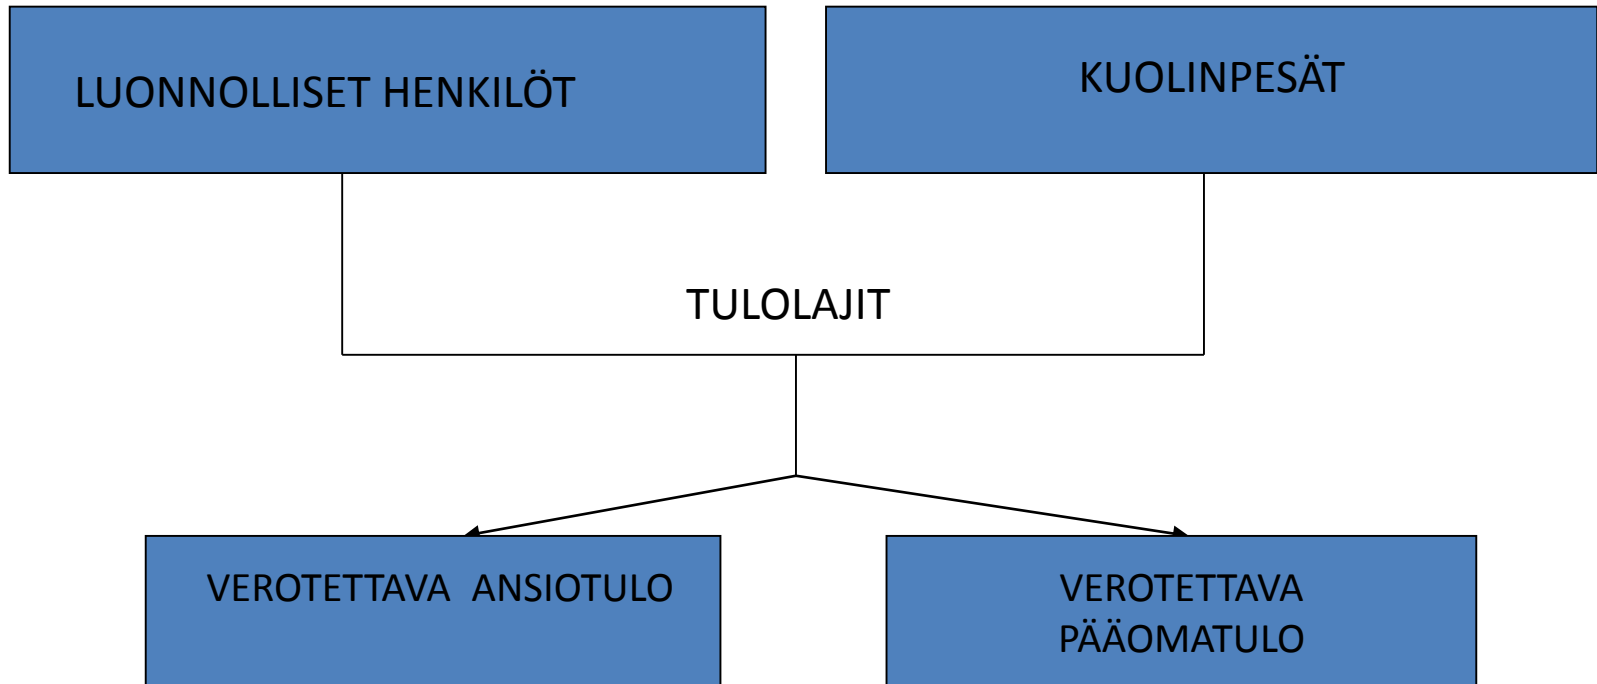 LUONNOLLISET HENKILÖT
KUOLINPESÄT
TULOLAJIT
VEROTETTAVA ANSIOTULO
VEROTETTAVA
PÄÄOMATULO